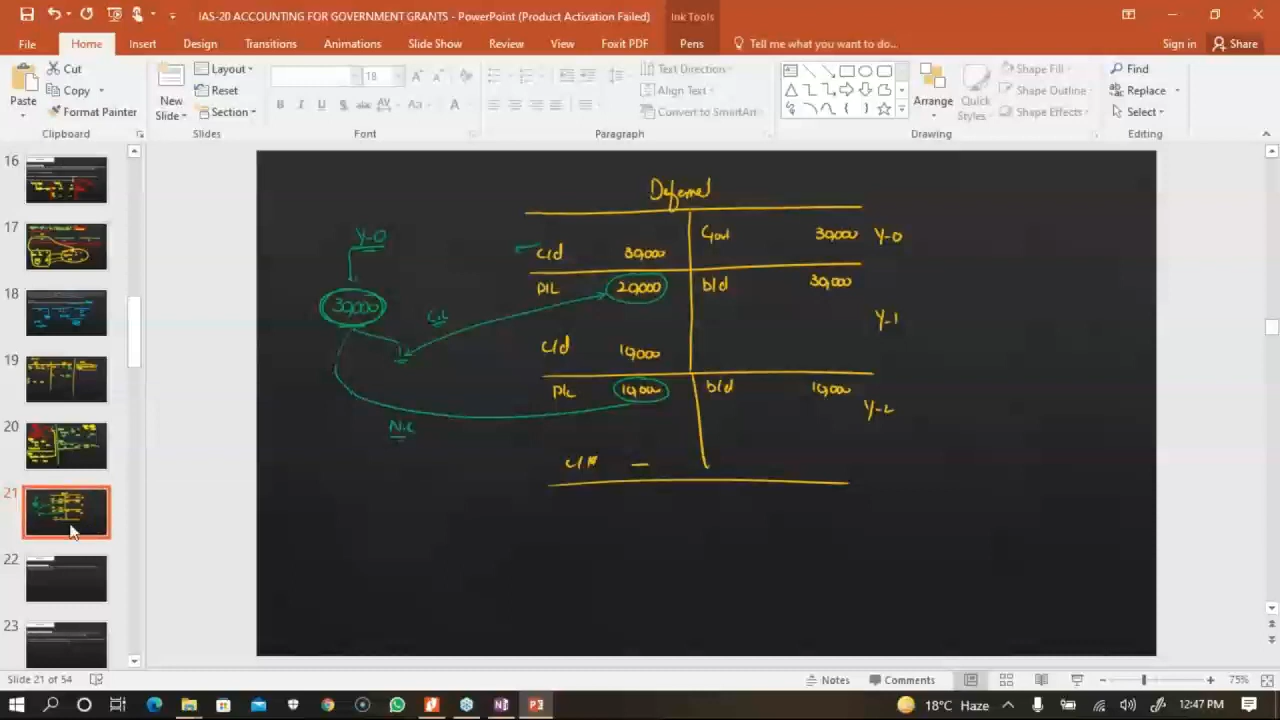 IAS-20 ACCOUNTING FOR GOVERNMENT GRANTS - PowerPoint (Product Activation Failed)
Ink Tools
File Home Insert Design Transitions Animations Slide Show Review View Foxit PDF Pens Tell me what you want to do... Sign in Share
Paste
Cut
Copy
Format Painter
Clipboard
New Slide
Layout
Reset
Section
Slides
18
Font
Text Direction
Align Text
Convert to SmartArt
Paragraph
Arrange
Quick Styles
Shape Fill
Shape Outline
Shape Effects
Drawing
Find
Replace
Select
Editing
16
17
18
19
20
21
22
23
Deferred
Y-0
30,000
C.L
N.C
c/d 30,000 Gout 30,000 Y-0
P/L 20,000 b/d 30,000
Y-1
c/d 10,000
P/L 10,000 b/d 10,000
Y-2
Slide 21 of 54
Notes Comments 75%
18°C Haze 12:47 PM